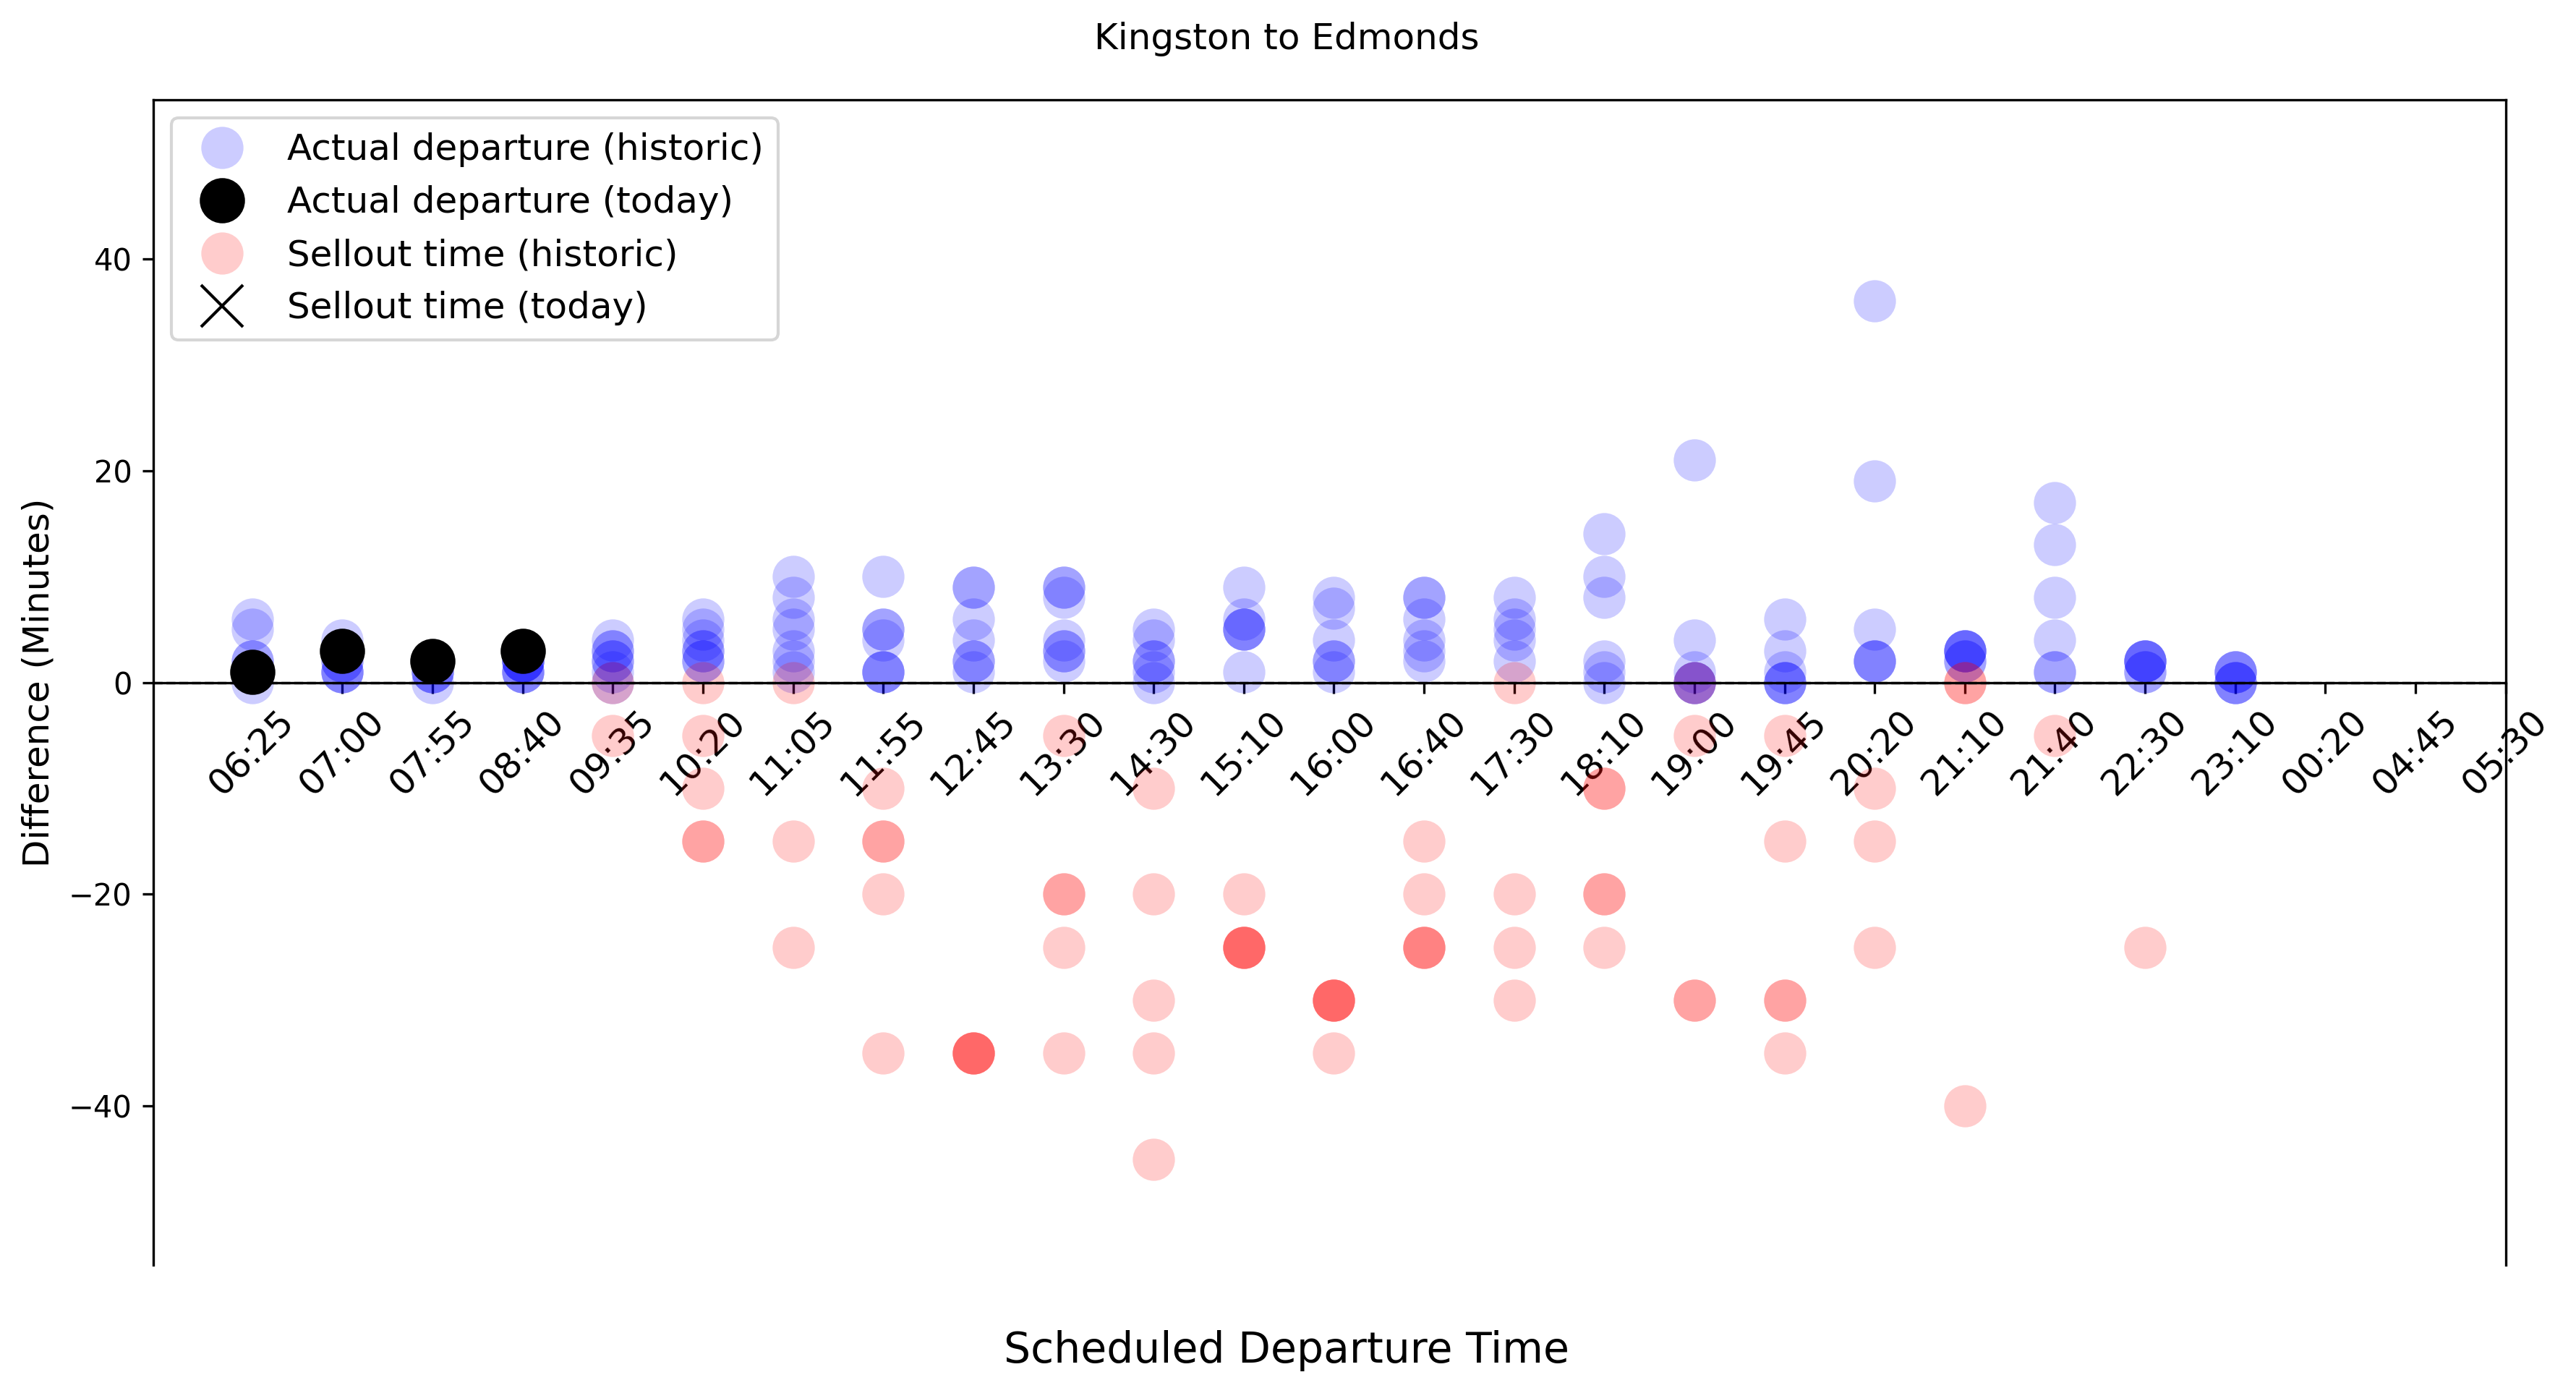 Kingston to Edmonds
Actual departure (historic)
Actual departure (today)
Sellout time (historic)
Sellout time (today)
Difference (Minutes)
40
20
0
−20
−40
06:25 07:00 07:55 08:40 09:35 10:20 11:05 11:55 12:45 13:30 14:30 15:10 16:00 16:40 17:30 18:10 19:00 19:45 20:20 21:10 21:40 22:30 23:10 00:20 04:45 05:30
Scheduled Departure Time